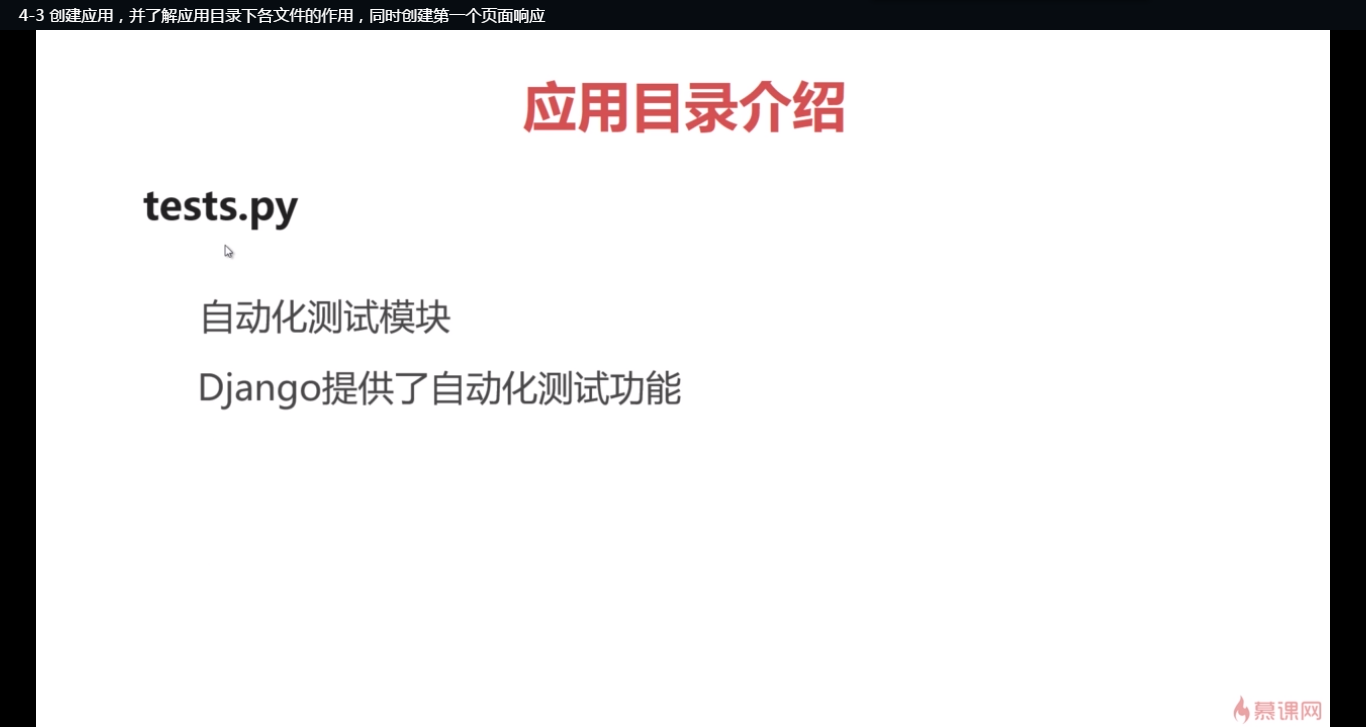 4-3 创建应用，并了解应用目录下各文件的作用，同时创建第一个页面响应
应用目录介绍
tests.py
自动化测试模块
Django提供了自动化测试功能
慕课网